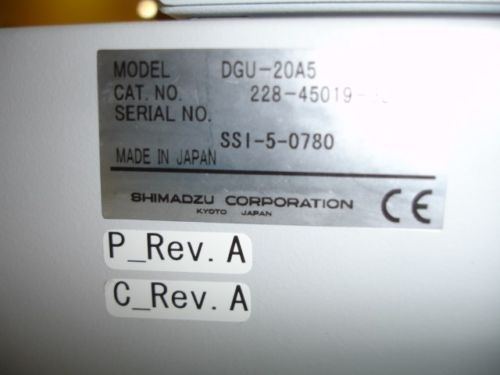 MODEL DGU-20A5
CAT. NO. 228-45019-
SERIAL NO.
SSI-5-0780
MADE IN JAPAN
SHIMADZU CORPORATION
KYOTO JAPAN
CE
P_Rev. A
C_Rev. A